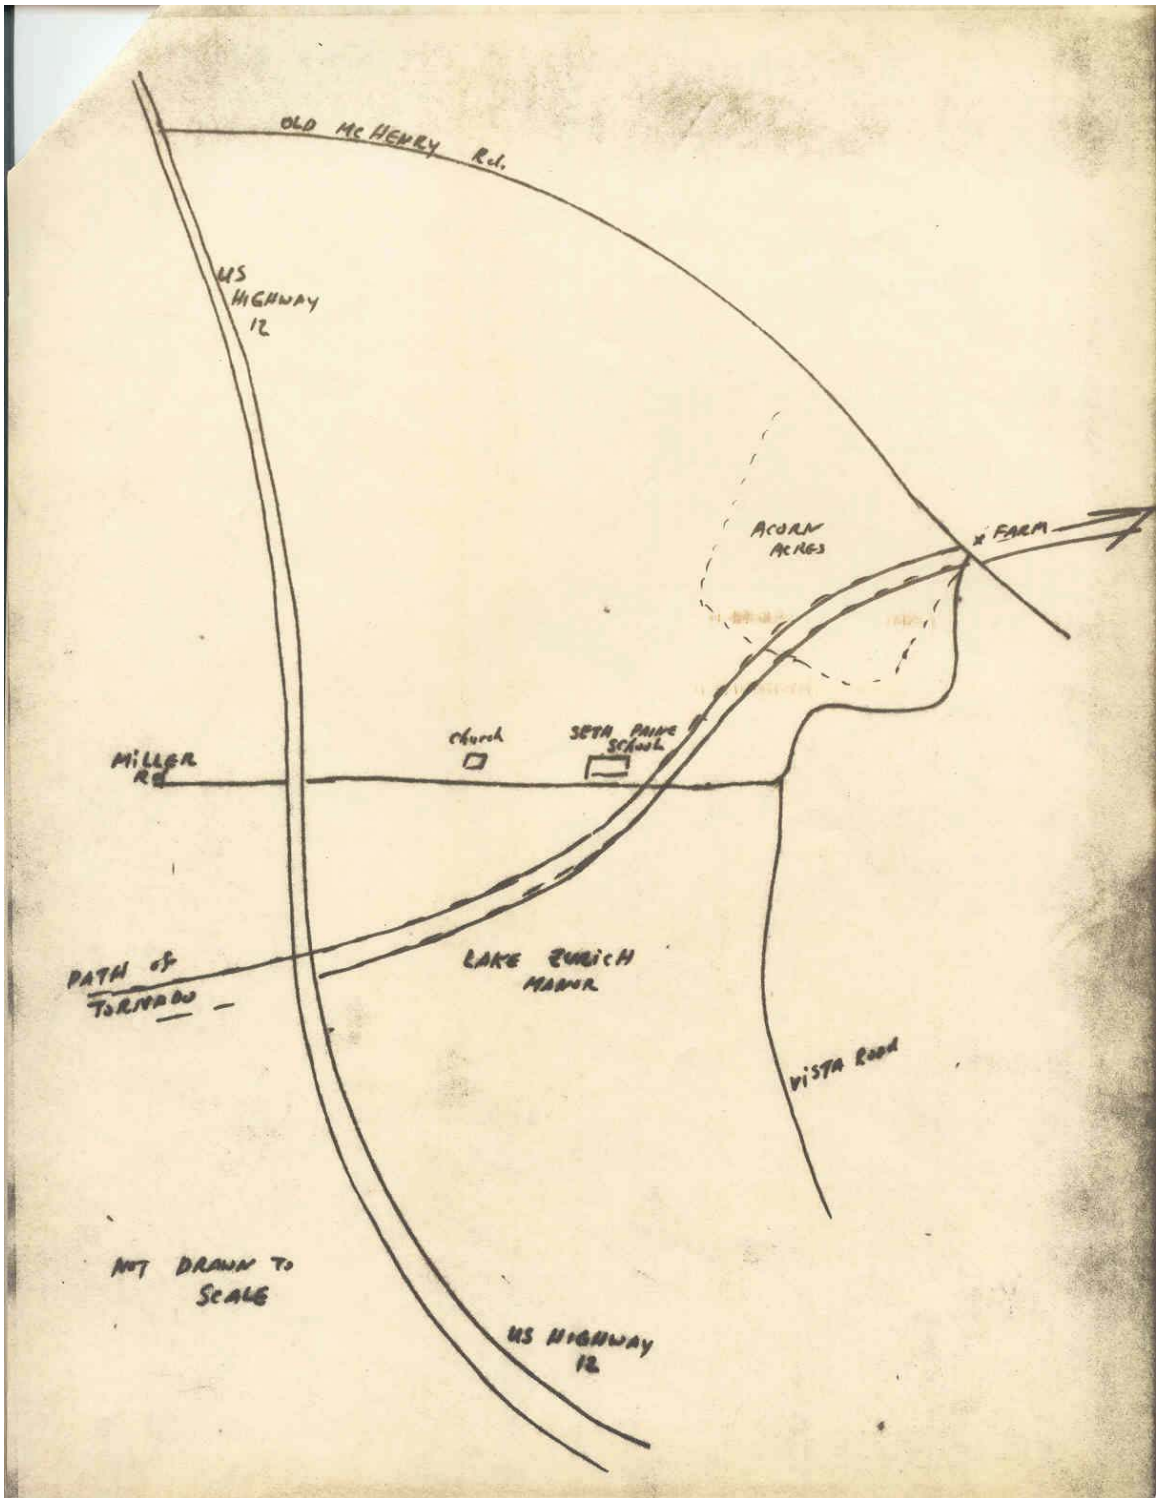 OLD MCHENRY Rd.
US
HIGHWAY
12
ACORN
ACRES
x FARM
Church
SETH PAINE
SCHOOL
MILLER
Rd
LAKE ZURICH
MANOR
PATH of
TORNADO
VISTA ROAD
NOT DRAWN TO
SCALE
US HIGHWAY
12